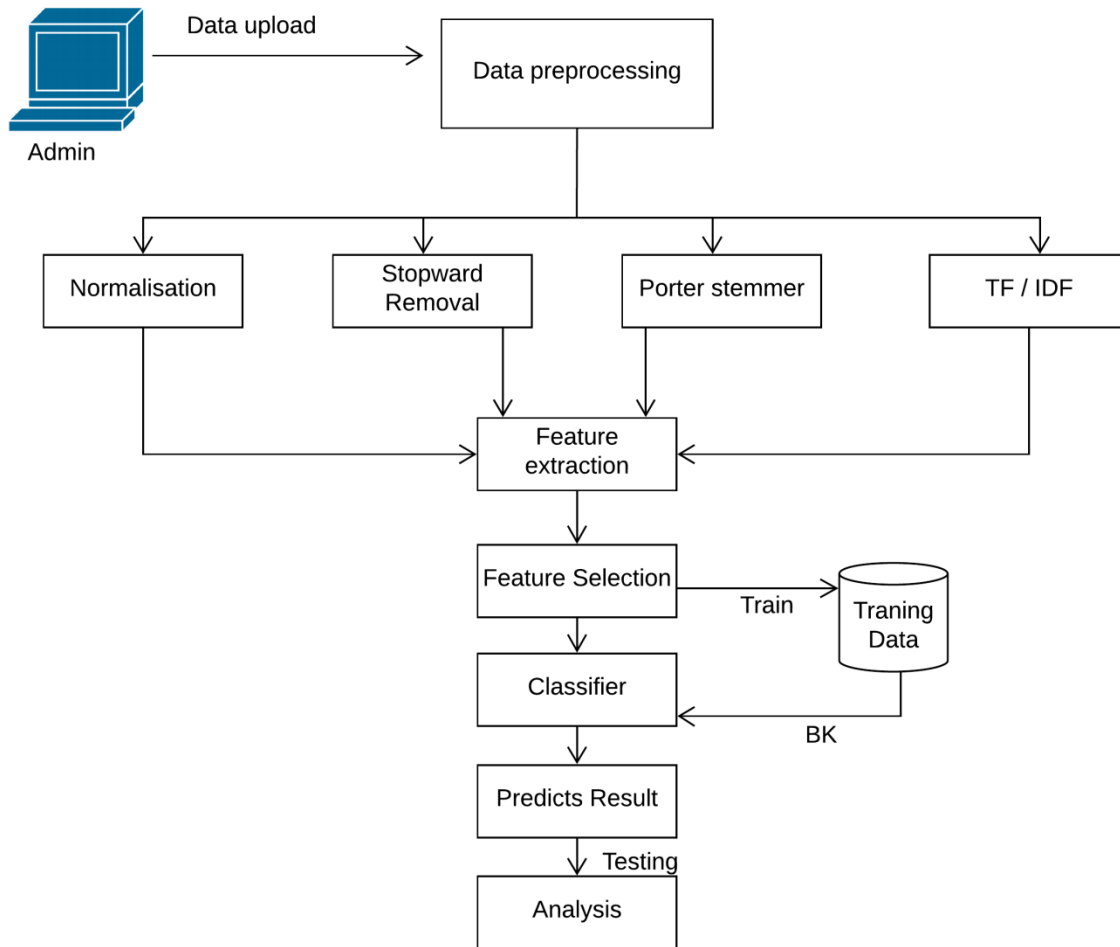 Data upload
Data preprocessing
Admin
Normalisation
Stopward
Removal
Porter stemmer
TF / IDF
Feature
extraction
Feature Selection
Train
Traning
Data
Classifier
BK
Predicts Result
Testing
Analysis